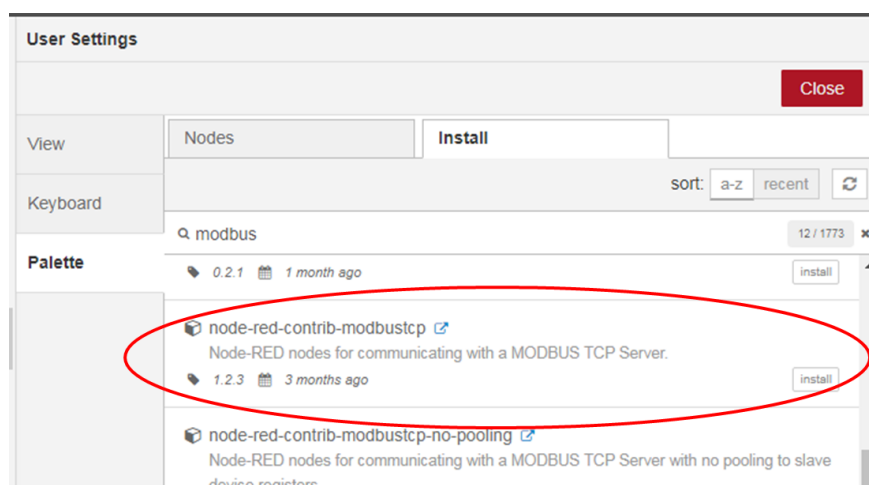 User Settings
Close
View
Nodes
Install
sort: a-z recent
Keyboard
modbus
12 / 1773
Palette
0.2.1 1 month ago
install
node-red-contrib-modbustcp
Node-RED nodes for communicating with a MODBUS TCP Server.
1.2.3 3 months ago
install
node-red-contrib-modbustcp-no-pooling
Node-RED nodes for communicating with a MODBUS TCP Server with no pooling to slave
device registers